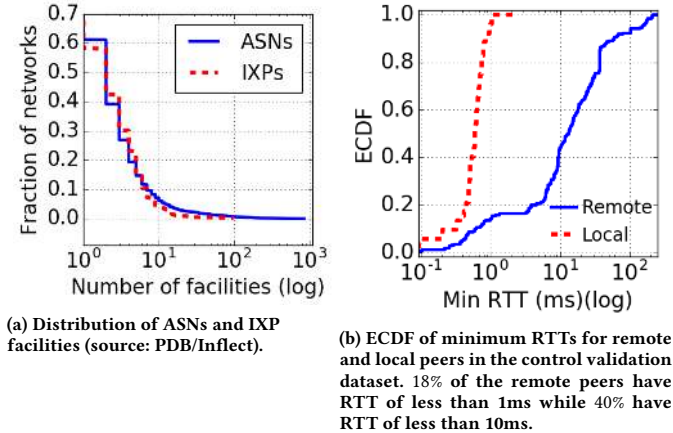 0.7
0.6
0.5
0.4
0.3
0.2
0.1
0.0
Fraction of networks
ASNs
IXPs
10^0 10^1 10^2 10^3
Number of facilities (log)
(a) Distribution of ASNs and IXP
facilities (source: PDB/Inflect).
1.0
0.8
0.6
0.4
0.2
0.0
ECDF
Remote
Local
10^-1 10^0 10^1 10^2
Min RTT (ms)(log)
(b) ECDF of minimum RTTs for remote
and local peers in the control validation
dataset. 18% of the remote peers have
RTT of less than 1ms while 40% have
RTT of less than 10ms.